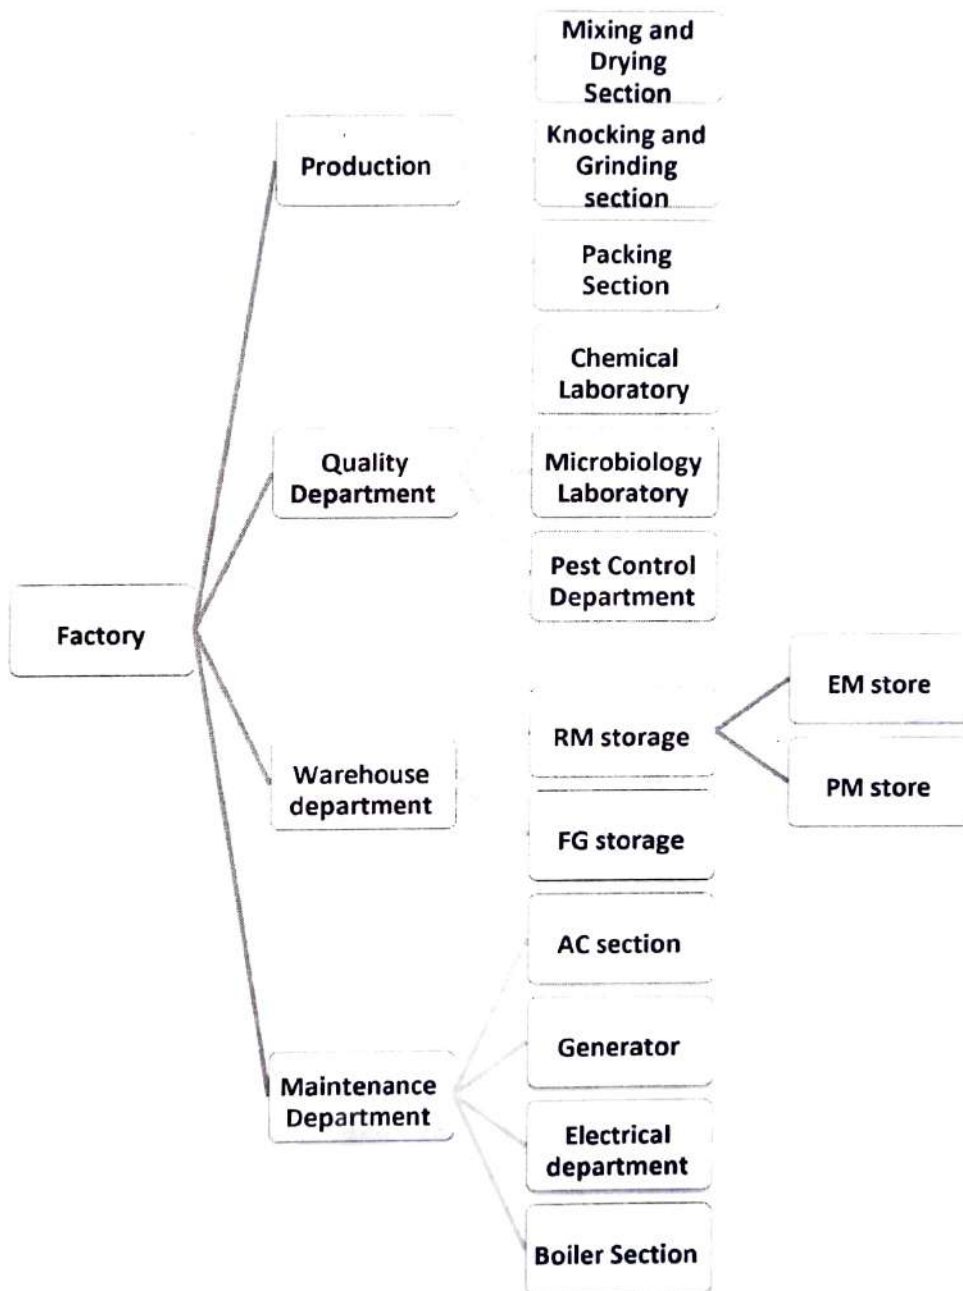 Mixing and
Drying
Section
Production
Knocking and
Grinding
section
Packing
Section
Chemical
Laboratory
Quality
Department
Microbiology
Laboratory
Pest Control
Department
Factory
EM store
RM storage
Warehouse
department
PM store
FG storage
AC section
Generator
Maintenance
Department
Electrical
department
Boiler Section